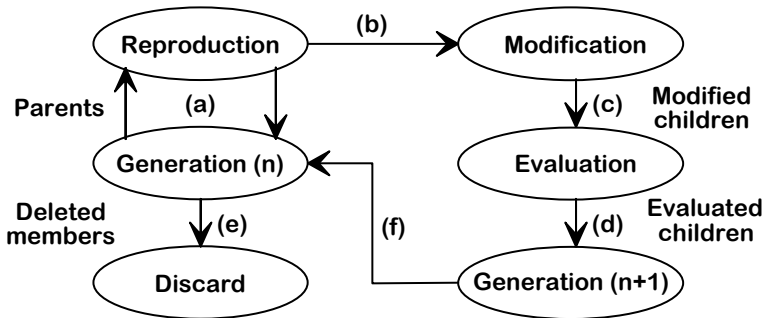 Reproduction
(b)
Modification
Parents
(a)
(c)
Modified
children
Generation (n)
Evaluation
Deleted
members
(e)
(f)
(d)
Evaluated
children
Discard
Generation (n+1)